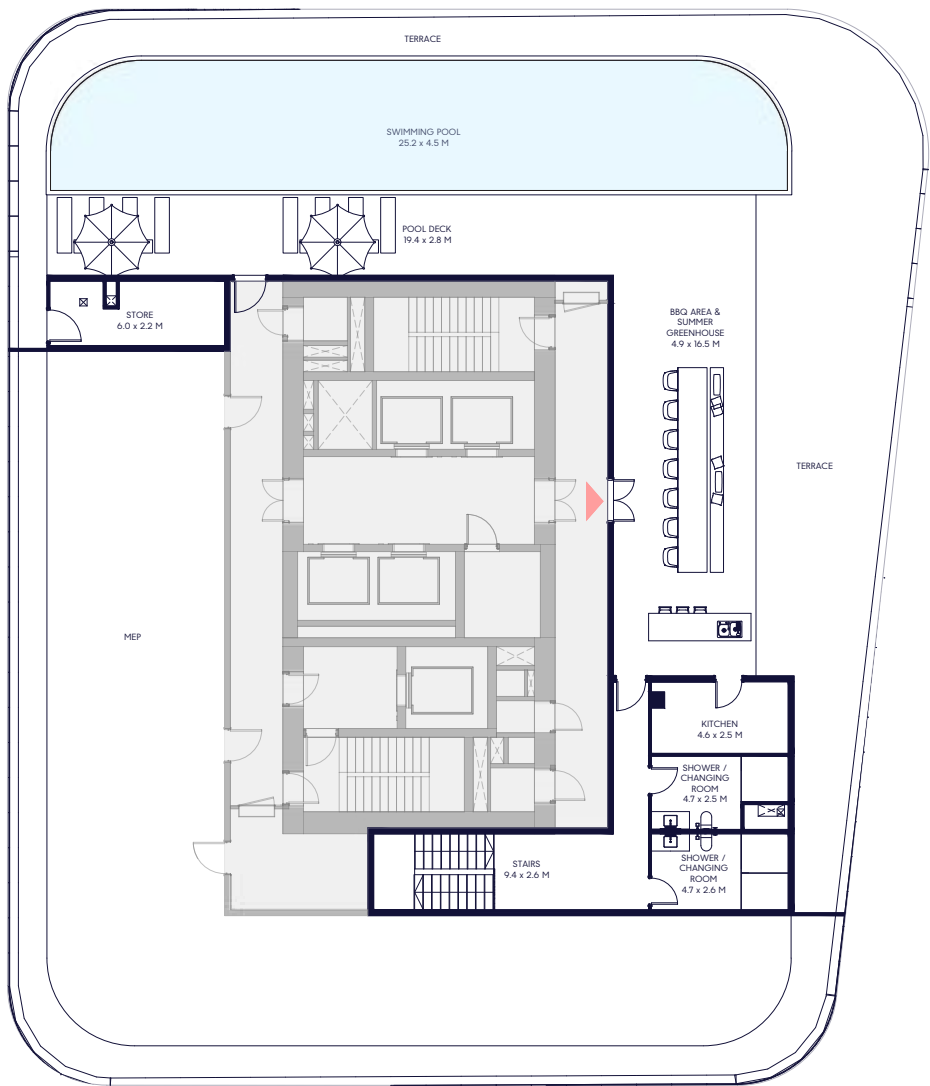 TERRACE
SWIMMING POOL
25.2 x 4.5 M
POOL DECK
19.4 x 2.8 M
STORE
6.0 x 2.2 M
BBQ AREA &
SUMMER
GREENHOUSE
4.9 x 16.5 M
TERRACE
MEP
KITCHEN
4.6 x 2.5 M
SHOWER /
CHANGING
ROOM
4.7 x 2.5 M
STAIRS
9.4 x 2.6 M
SHOWER /
CHANGING
ROOM
4.7 x 2.6 M